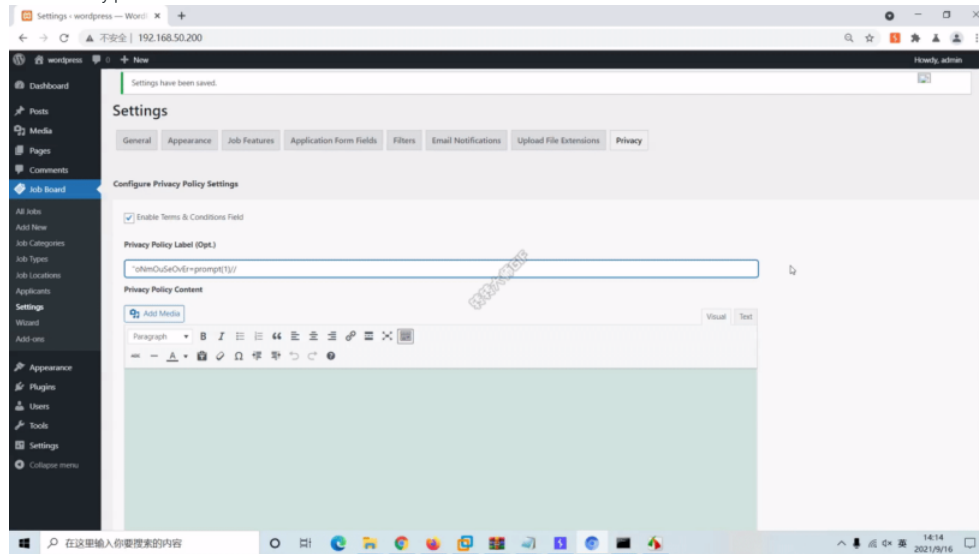 Settings ‹ wordpress — Word
不安全 | 192.168.50.200
wordpress 0 + New Howdy, admin
Settings have been saved.
Settings
General Appearance Job Features Application Form Fields Filters Email Notifications Upload File Extensions Privacy
Configure Privacy Policy Settings
Enable Terms & Conditions Field
Privacy Policy Label (Opt.)
"oNmOuSeOvEr=prompt(1)//
Privacy Policy Content
Add Media
Visual Text
Paragraph
Dashboard
Posts
Media
Pages
Comments
Job Board
All Jobs
Add New
Job Categories
Job Types
Job Locations
Applicants
Settings
Wizard
Add-ons
Appearance
Plugins
Users
Tools
Settings
Collapse menu
在这里输入你要搜索的内容
英
14:14
2021/9/16